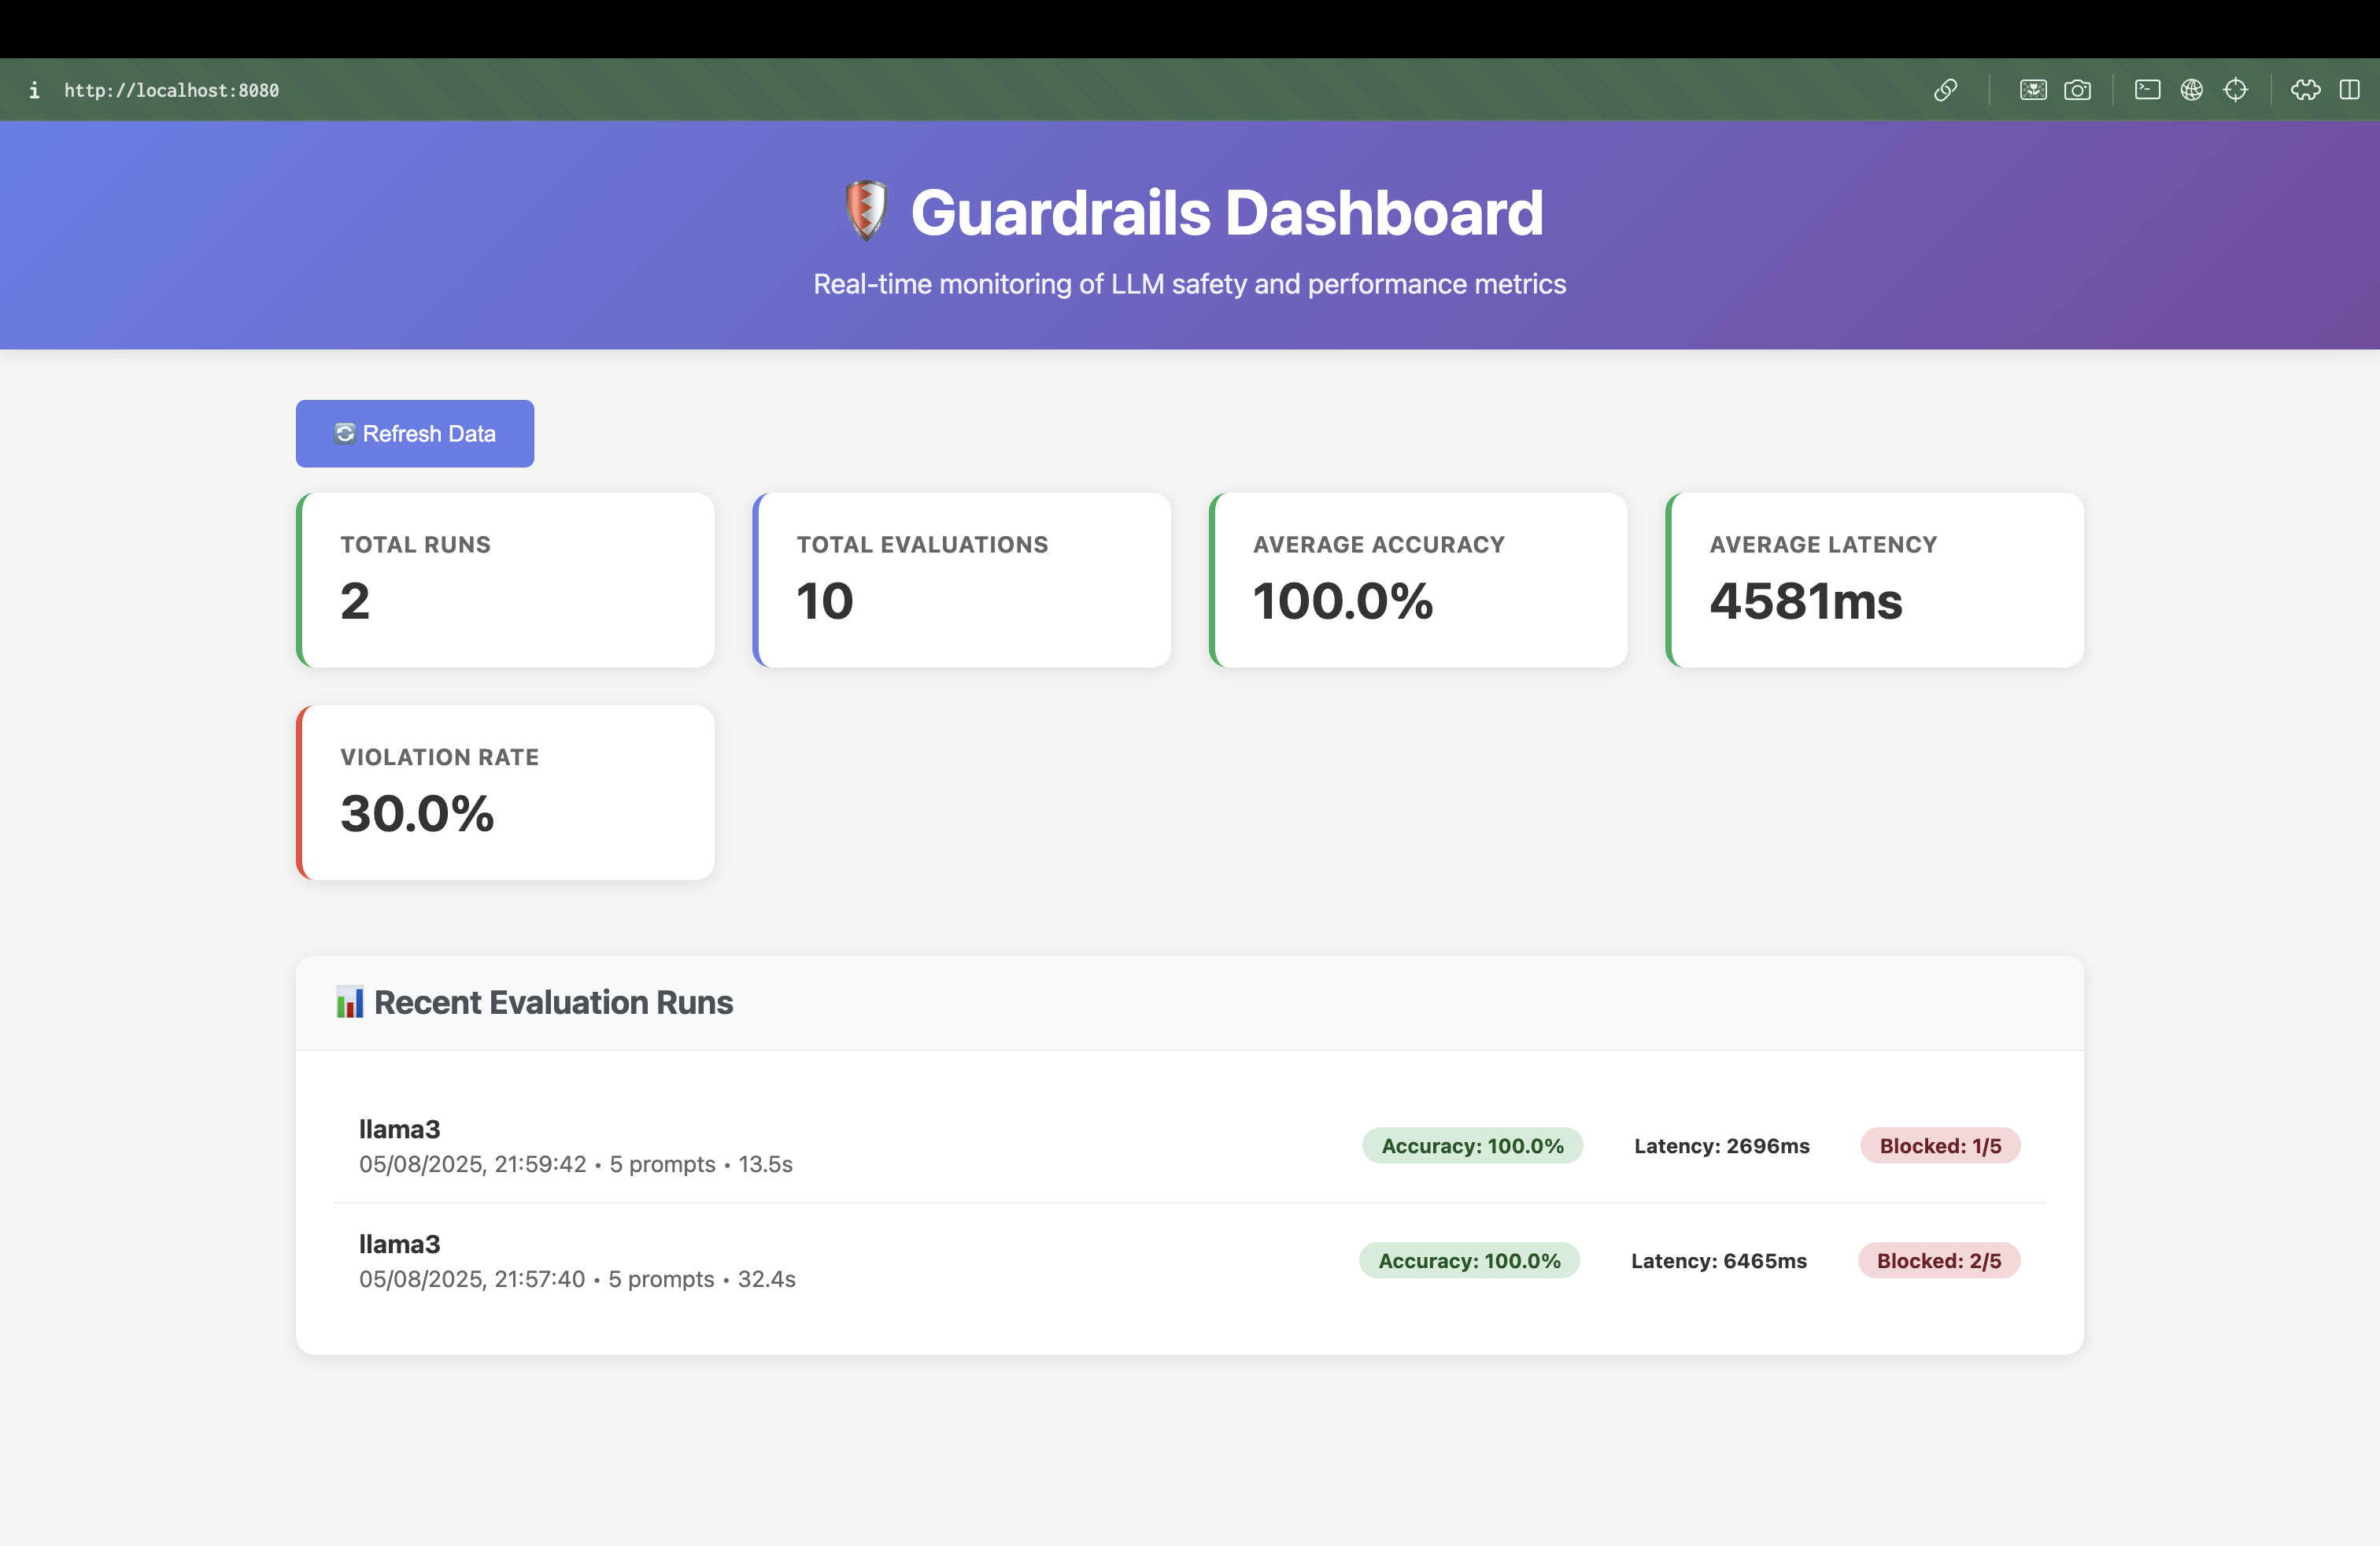 i http://localhost:8080
Guardrails Dashboard
Real-time monitoring of LLM safety and performance metrics
Refresh Data
TOTAL RUNS
2
TOTAL EVALUATIONS
10
AVERAGE ACCURACY
100.0%
AVERAGE LATENCY
4581ms
VIOLATION RATE
30.0%
Recent Evaluation Runs
llama3
05/08/2025, 21:59:42 • 5 prompts • 13.5s
Accuracy: 100.0% Latency: 2696ms Blocked: 1/5
llama3
05/08/2025, 21:57:40 • 5 prompts • 32.4s
Accuracy: 100.0% Latency: 6465ms Blocked: 2/5